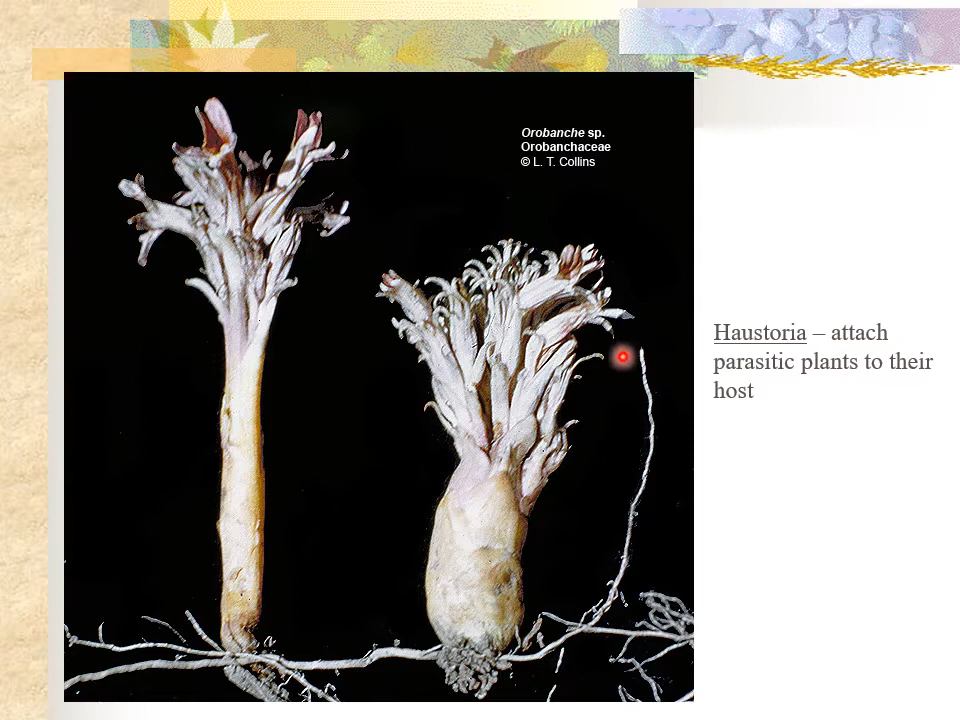 Orobanche sp.
Orobanchaceae
© L. T. Collins
Haustoria – attach
parasitic plants to their
host